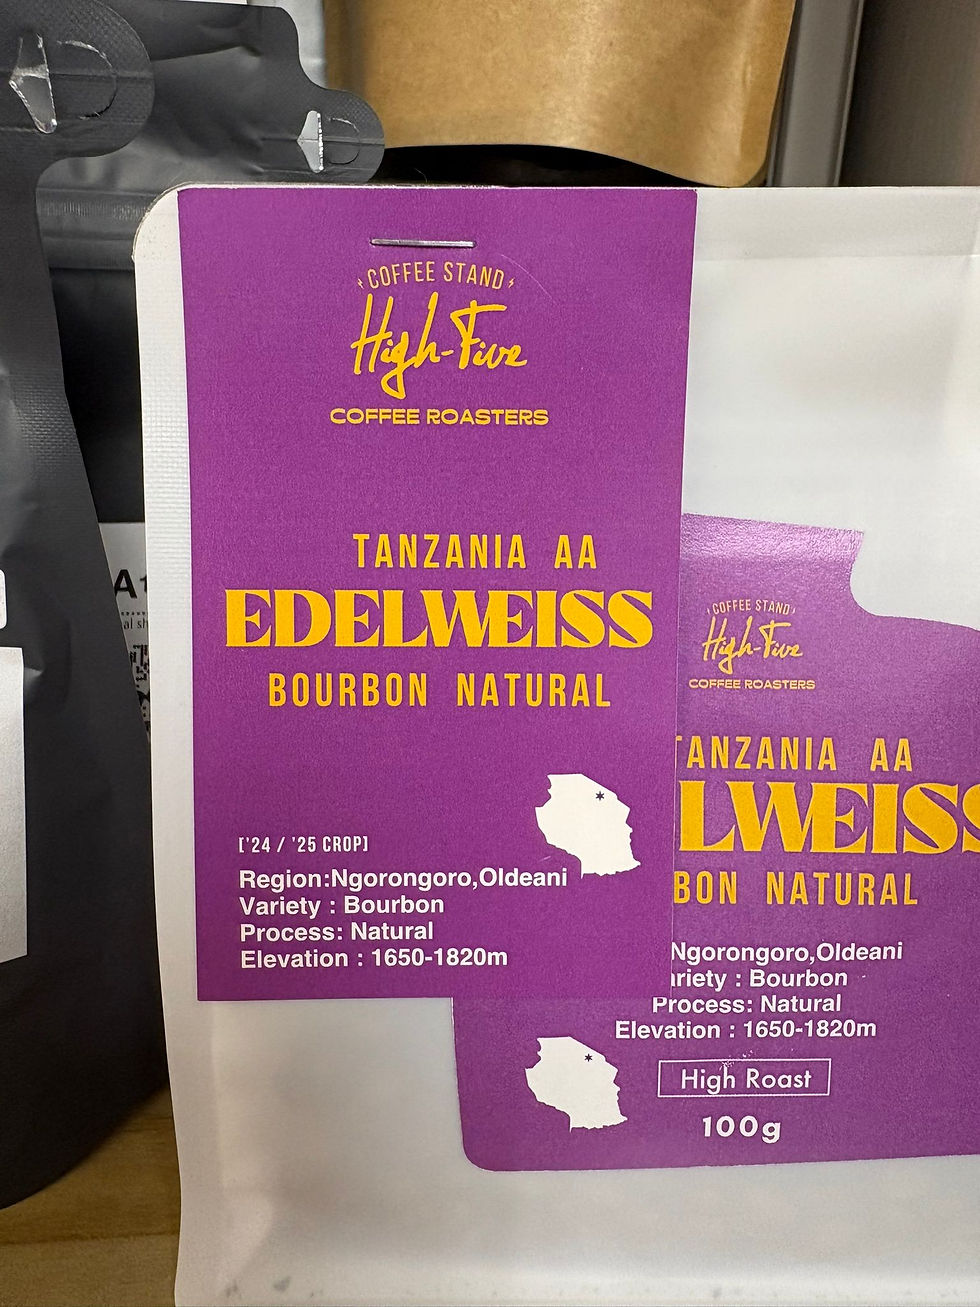 COFFEE STAND
High-Five
COFFEE ROASTERS
TANZANIA AA
EDELWEISS
BOURBON NATURAL
['24 / '25 CROP]
Region:Ngorongoro,Oldeani
Variety : Bourbon
Process: Natural
Elevation : 1650-1820m
COFFEE STAND
High-Five
COFFEE ROASTERS
TANZANIA AA
LWEISS
BON NATURAL
Ngorongoro,Oldeani
riety : Bourbon
Process: Natural
Elevation : 1650-1820m
High Roast
100g